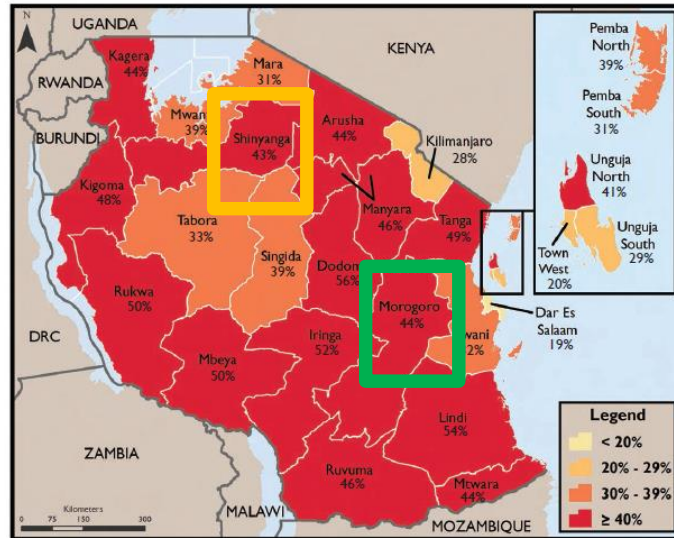 UGANDA
KENYA
RWANDA
BURUNDI
DRC
ZAMBIA
MALAWI
MOZAMBIQUE
Kagera
44%
Mara
31%
Mwan
39%
Shinyanga
43%
Arusha
44%
Kilimanjaro
28%
Kigoma
48%
Tabora
33%
Singida
39%
Manyara
46%
Tanga
49%
Dodom
56%
Morogoro
44%
wani
2%
Dar Es
Salaam
19%
Rukwa
50%
Mbeya
50%
Iringa
52%
Lindi
54%
Ruvuma
46%
Mtwara
44%
Pemba
North
39%
Pemba
South
31%
Unguja
North
41%
Unguja
South
29%
Town
West
20%
Legend
< 20%
20% - 29%
30% - 39%
≥ 40%
N
Kilometers
0 75 150 300